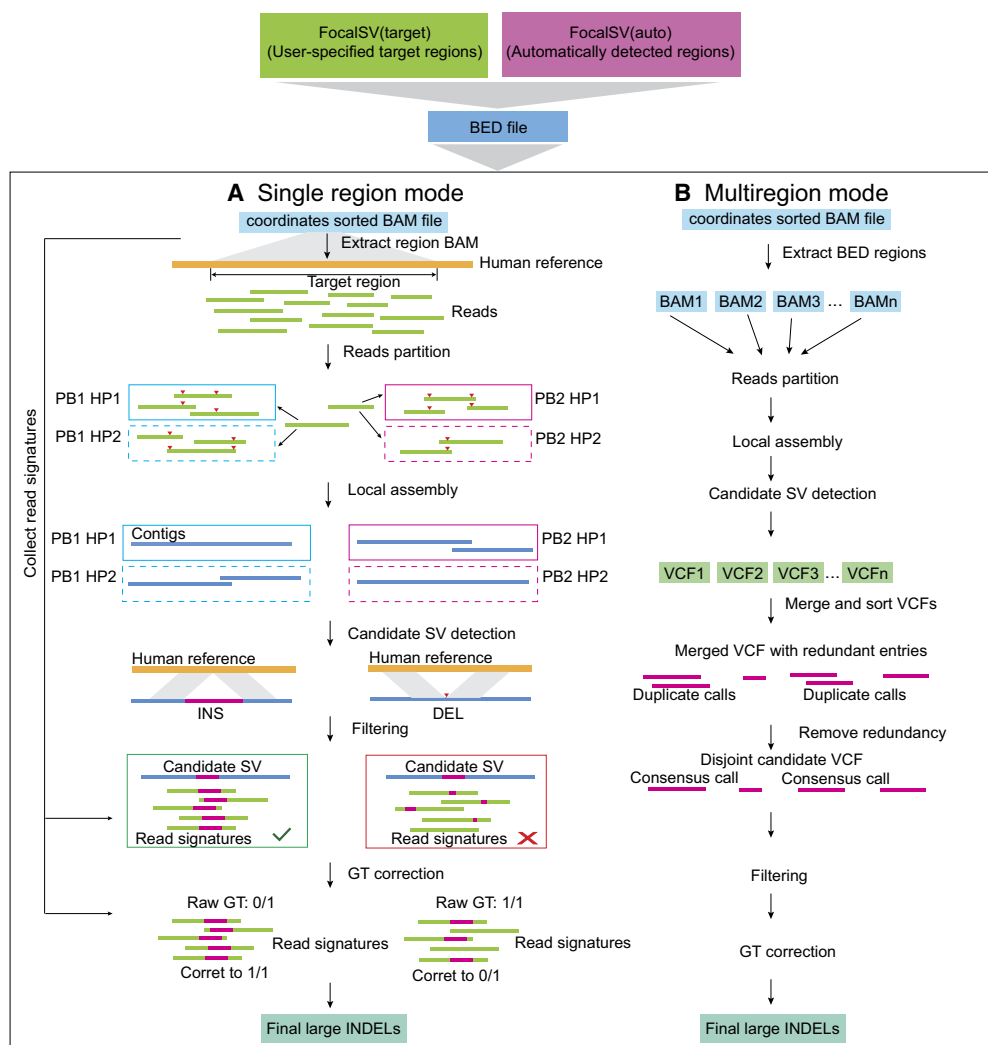 FocalSV(target)
(User-specified target regions)
FocalSV(auto)
(Automatically detected regions)
BED file
A Single region mode
coordinates sorted BAM file
Extract region BAM
Human reference
Target region
Reads
Reads partition
PB1 HP1
PB1 HP2
PB2 HP1
PB2 HP2
Collect read signatures
Local assembly
PB1 HP1
Contigs
PB2 HP1
PB1 HP2
PB2 HP2
Candidate SV detection
Human reference
Human reference
INS
DEL
Filtering
Candidate SV
Read signatures
Candidate SV
Read signatures
GT correction
Raw GT: 0/1
Read signatures
Corret to 1/1
Raw GT: 1/1
Read signatures
Corret to 0/1
Final large INDELs
B Multiregion mode
coordinates sorted BAM file
Extract BED regions
BAM1 BAM2 BAM3 ... BAMn
Reads partition
Local assembly
Candidate SV detection
VCF1 VCF2 VCF3 ... VCFn
Merge and sort VCFs
Merged VCF with redundant entries
Duplicate calls
Duplicate calls
Remove redundancy
Disjoint candidate VCF
Consensus call
Consensus call
Filtering
GT correction
Final large INDELs